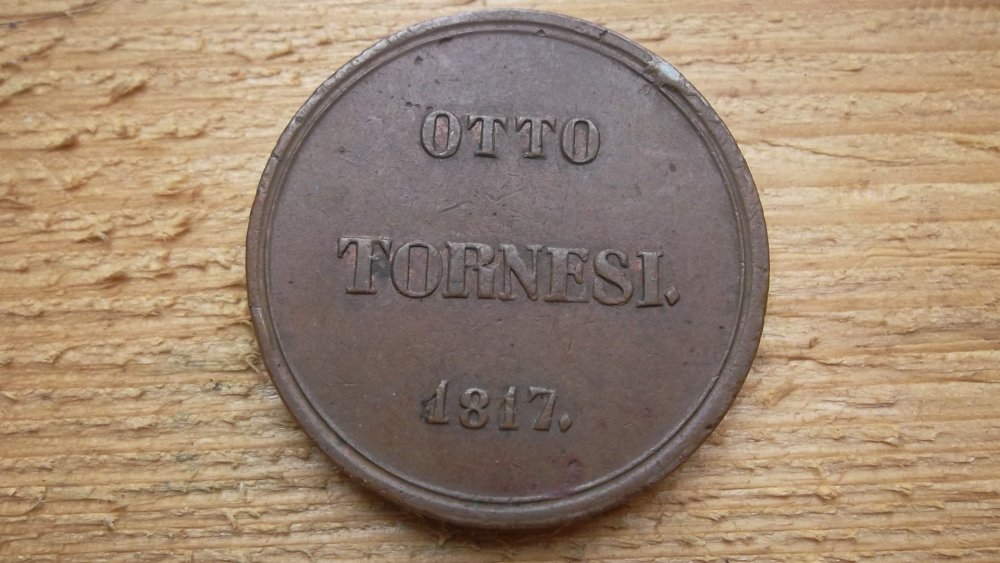 OTTO
TORNESI.
1817.